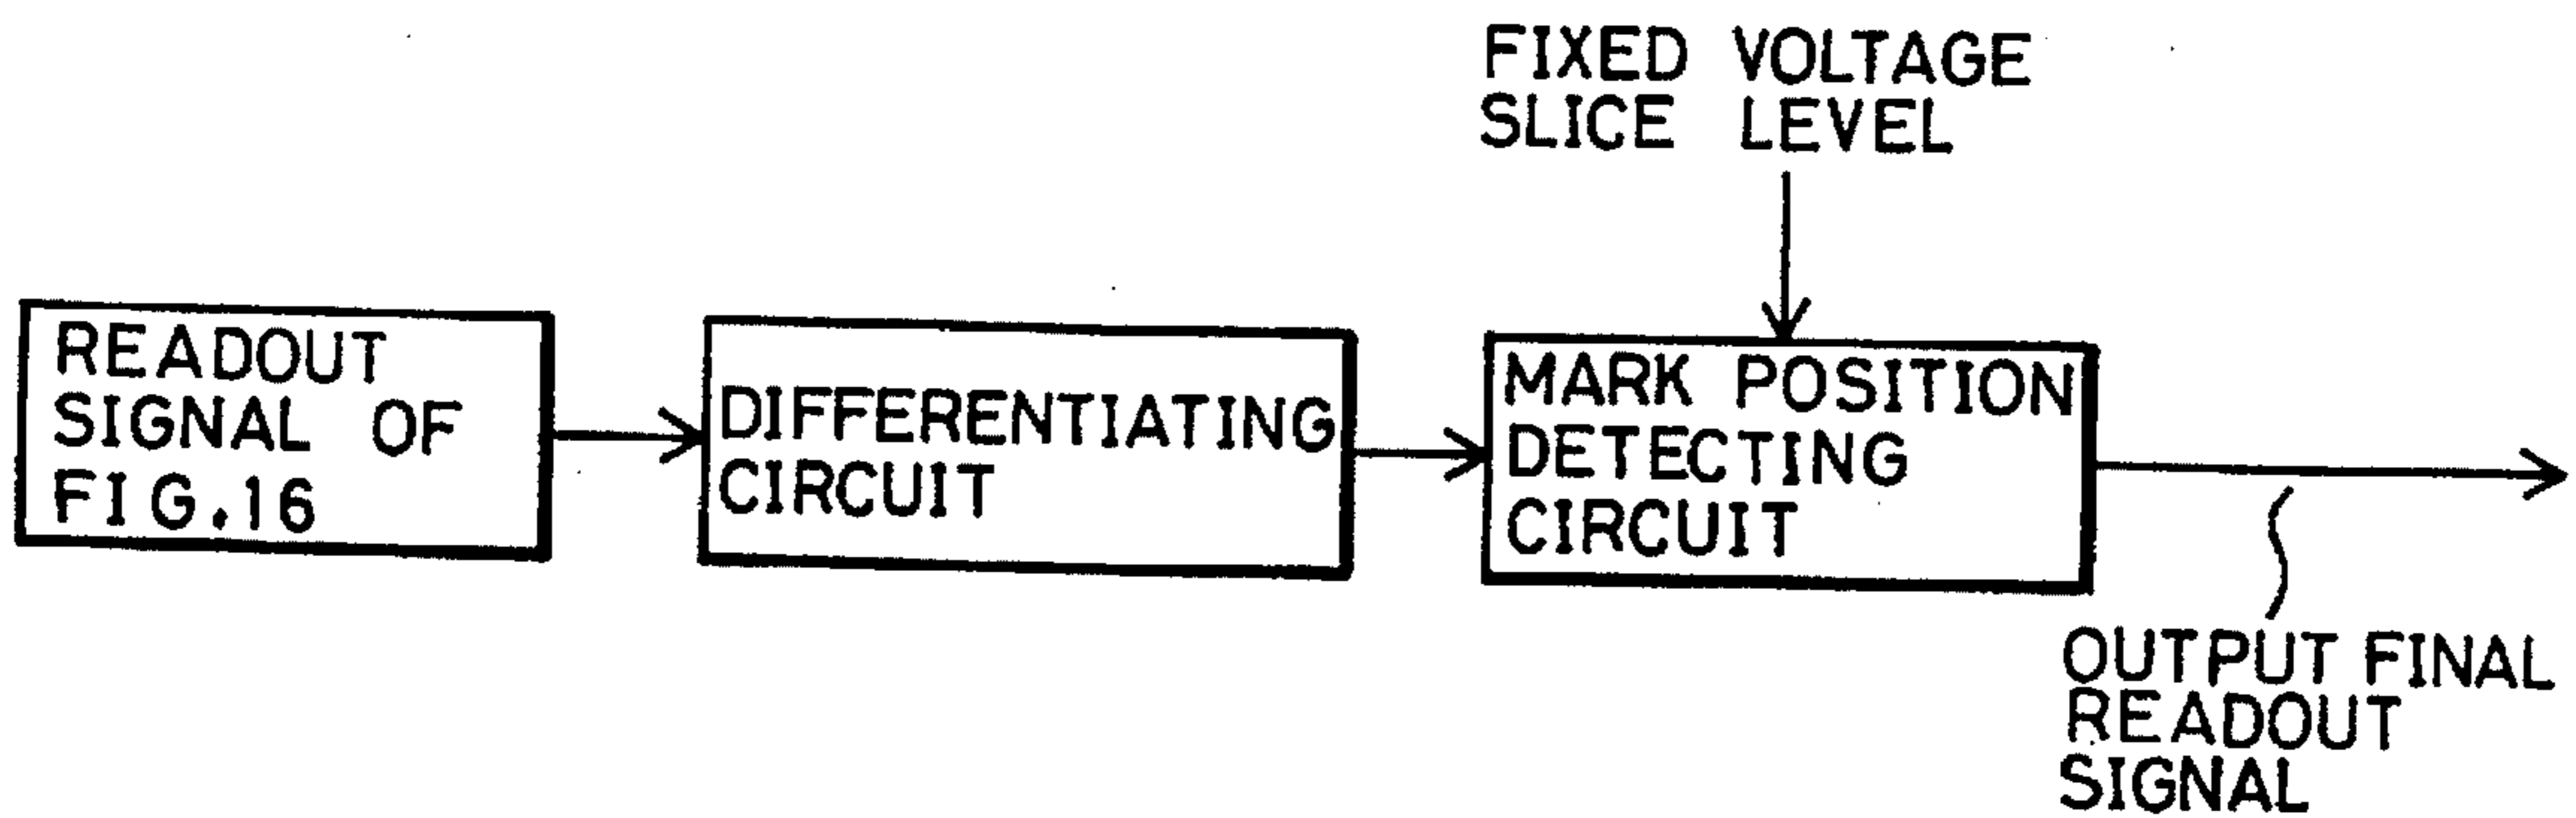 FIXED VOLTAGE
SLICE LEVEL
READOUT
SIGNAL OF
FIG.16
DIFFERENTIATING
CIRCUIT
MARK POSITION
DETECTING
CIRCUIT
OUTPUT FINAL
READOUT
SIGNAL